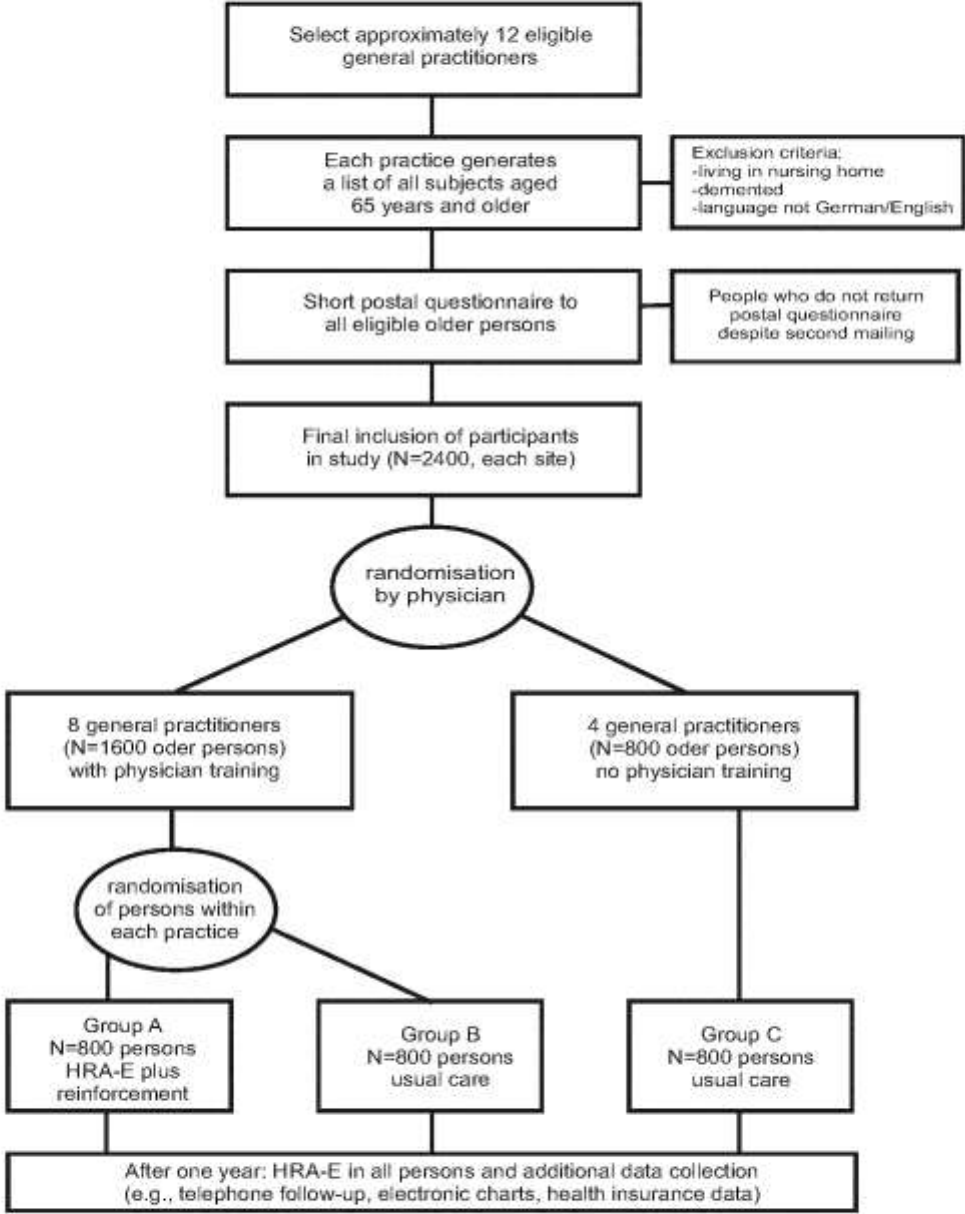 Select approximately 12 eligible
general practitioners
Each practice generates
a list of all subjects aged
65 years and older
Exclusion criteria:
-living in nursing home
-demented
-language not German/English
Short postal questionnaire to
all eligible older persons
People who do not return
postal questionnaire
despite second mailing
Final inclusion of participants
in study (N=2400, each site)
randomisation
by physician
8 general practitioners
(N=1600 oder persons)
with physician training
4 general practitioners
(N=800 oder persons)
no physician training
randomisation
of persons within
each practice
Group A
N=800 persons
HRA-E plus
reinforcement
Group B
N=800 persons
usual care
Group C
N=800 persons
usual care
After one year: HRA-E in all persons and additional data collection
(e.g., telephone follow-up, electronic charts, health insurance data)